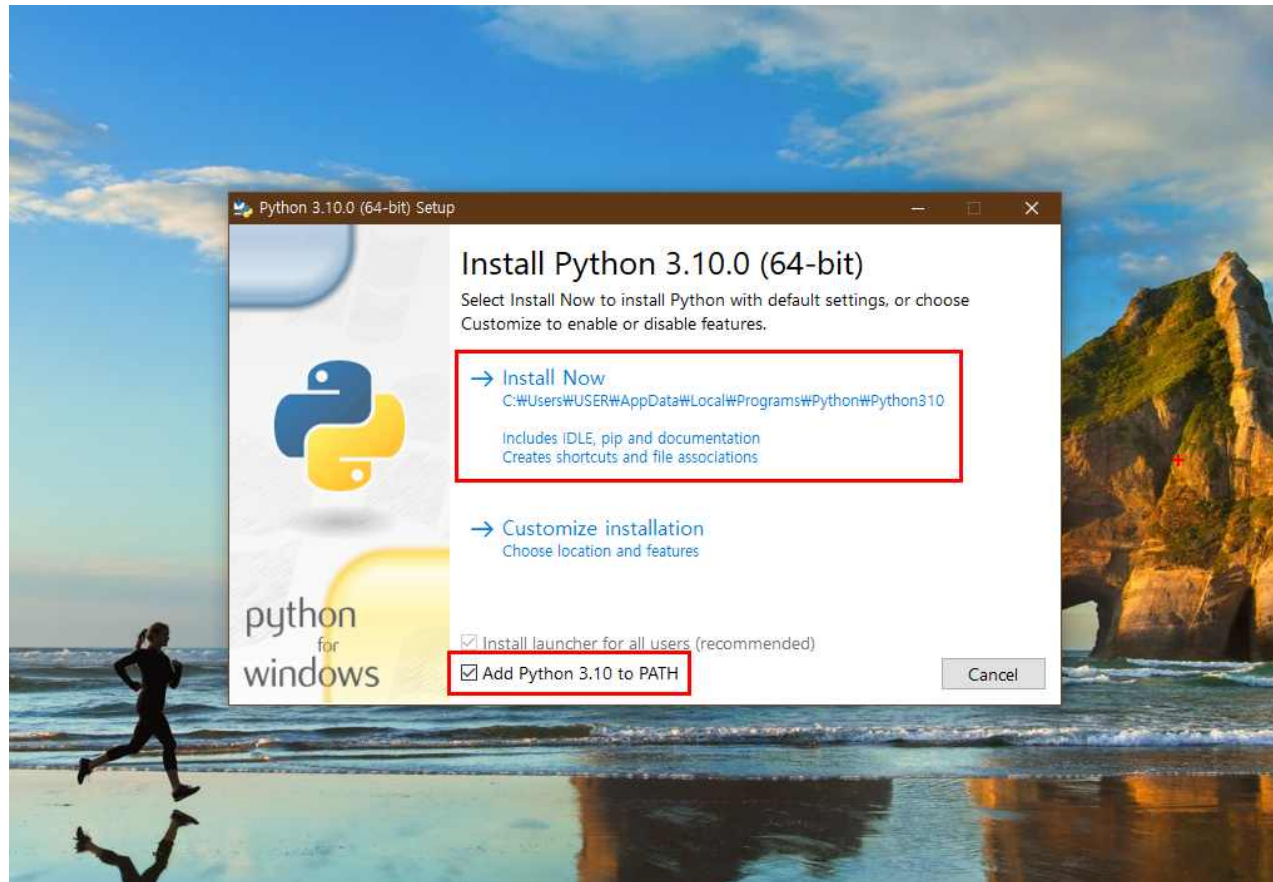 Python 3.10.0 (64-bit) Setup
Install Python 3.10.0 (64-bit)
Select Install Now to install Python with default settings, or choose
Customize to enable or disable features.
→ Install Now
C:₩Users₩USER₩AppData₩Local₩Programs₩Python₩Python310
Includes IDLE, pip and documentation
Creates shortcuts and file associations
→ Customize installation
Choose location and features
python
for
windows
Install launcher for all users (recommended)
Add Python 3.10 to PATH
Cancel